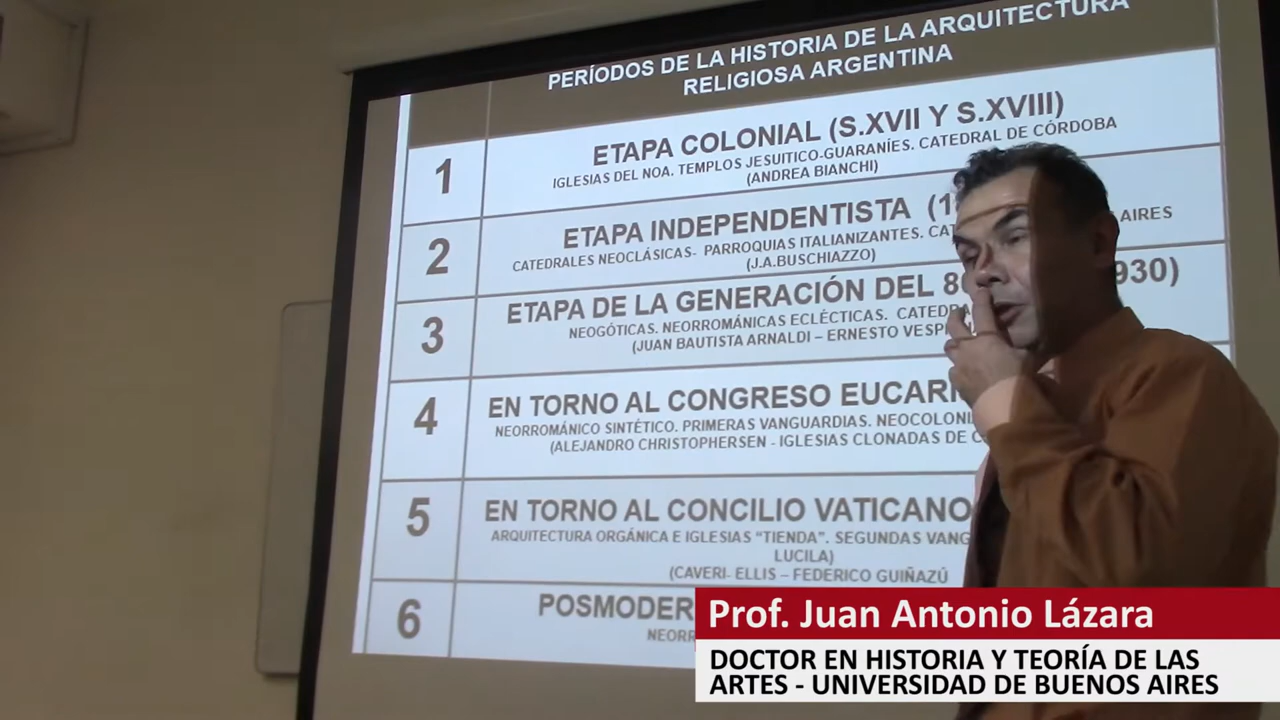 PERÍODOS DE LA HISTORIA DE LA ARQUITECTURA
RELIGIOSA ARGENTINA
1
ETAPA COLONIAL (S.XVII Y S.XVIII)
IGLESIAS DEL NOA. TEMPLOS JESUITICO-GUARANÍES. CATEDRAL DE CÓRDOBA
(ANDREA BIANCHI)
2
ETAPA INDEPENDENTISTA
CATEDRALES NEOCLÁSICAS- PARROQUIAS ITALIANIZANTES. AIRES
(J.A.BUSCHIAZZO)
3
ETAPA DE LA GENERACIÓN DEL 930)
NEOGÓTICAS. NEORROMÁNICAS ECLÉCTICAS.
(JUAN BAUTISTA ARNALDI – ERNESTO
4
EN TORNO AL CONGRESO
NEORROMÁNICO SINTÉTICO. PRIMERAS VANGUARDIAS.
(ALEJANDRO CHRISTOPHERSEN - IGLESIAS CLONADAS DE
5
EN TORNO AL CONCILIO VATICANO
ARQUITECTURA ORGÁNICA E IGLESIAS “TIENDA”. SEGUNDAS
LUCILA)
(CAVERI- ELLIS – FEDERICO GUIÑAZÚ
6
Prof. Juan Antonio Lázara
DOCTOR EN HISTORIA Y TEORÍA DE LAS
ARTES - UNIVERSIDAD DE BUENOS AIRES